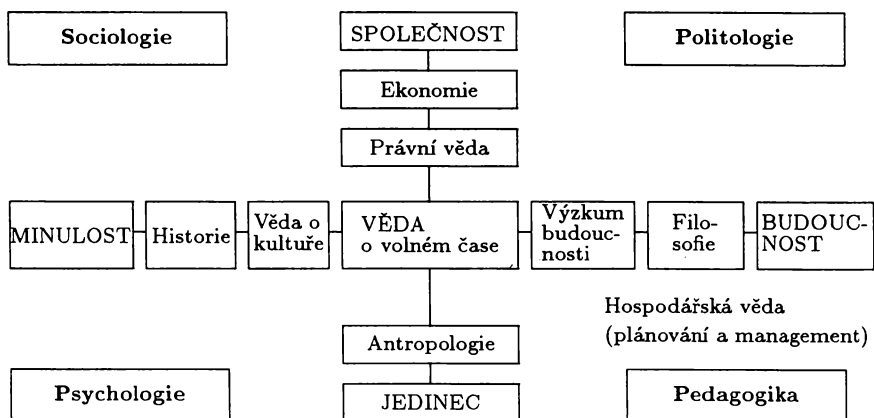 Sociologie
SPOLEČNOST
Politologie
Ekonomie
Právní věda
MINULOST
Historie
Věda o
kultuře
VĚDA
o volném čase
Výzkum
budouc-
nosti
Filo-
sofie
BUDOUC-
NOST
Hospodářská věda
(plánování a management)
Antropologie
Psychologie
JEDINEC
Pedagogika